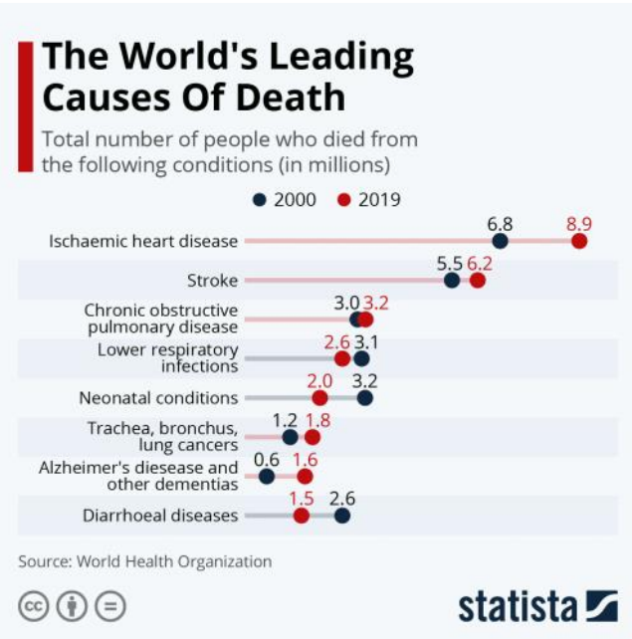 The World's Leading
Causes Of Death
Total number of people who died from
the following conditions (in millions)
2000 2019
Ischaemic heart disease 6.8 8.9
Stroke 5.5 6.2
Chronic obstructive
pulmonary disease 3.0 3.2
Lower respiratory
infections 2.6 3.1
Neonatal conditions 2.0 3.2
Trachea, bronchus,
lung cancers 1.2 1.8
Alzheimer's diesease and
other dementias 0.6 1.6
Diarrhoeal diseases 1.5 2.6
Source: World Health Organization
cc
statista